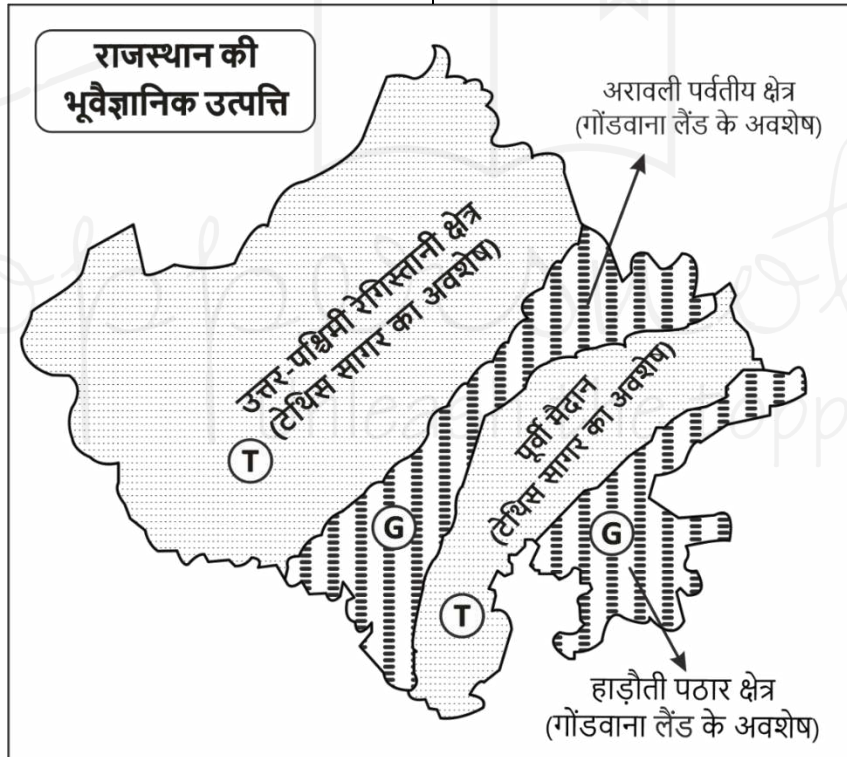 राजस्थान की
भूवैज्ञानिक उत्पत्ति
अरावली पर्वतीय क्षेत्र
(गोंडवाना लैंड के अवशेष)
उत्तर-पश्चिमी रेगिस्तानी क्षेत्र
(टेथिस सागर का अवशेष)
T
पूर्वी मैदान
(टेथिस सागर का अवशेष)
G
G
T
हाड़ौती पठार क्षेत्र
(गोंडवाना लैंड के अवशेष)